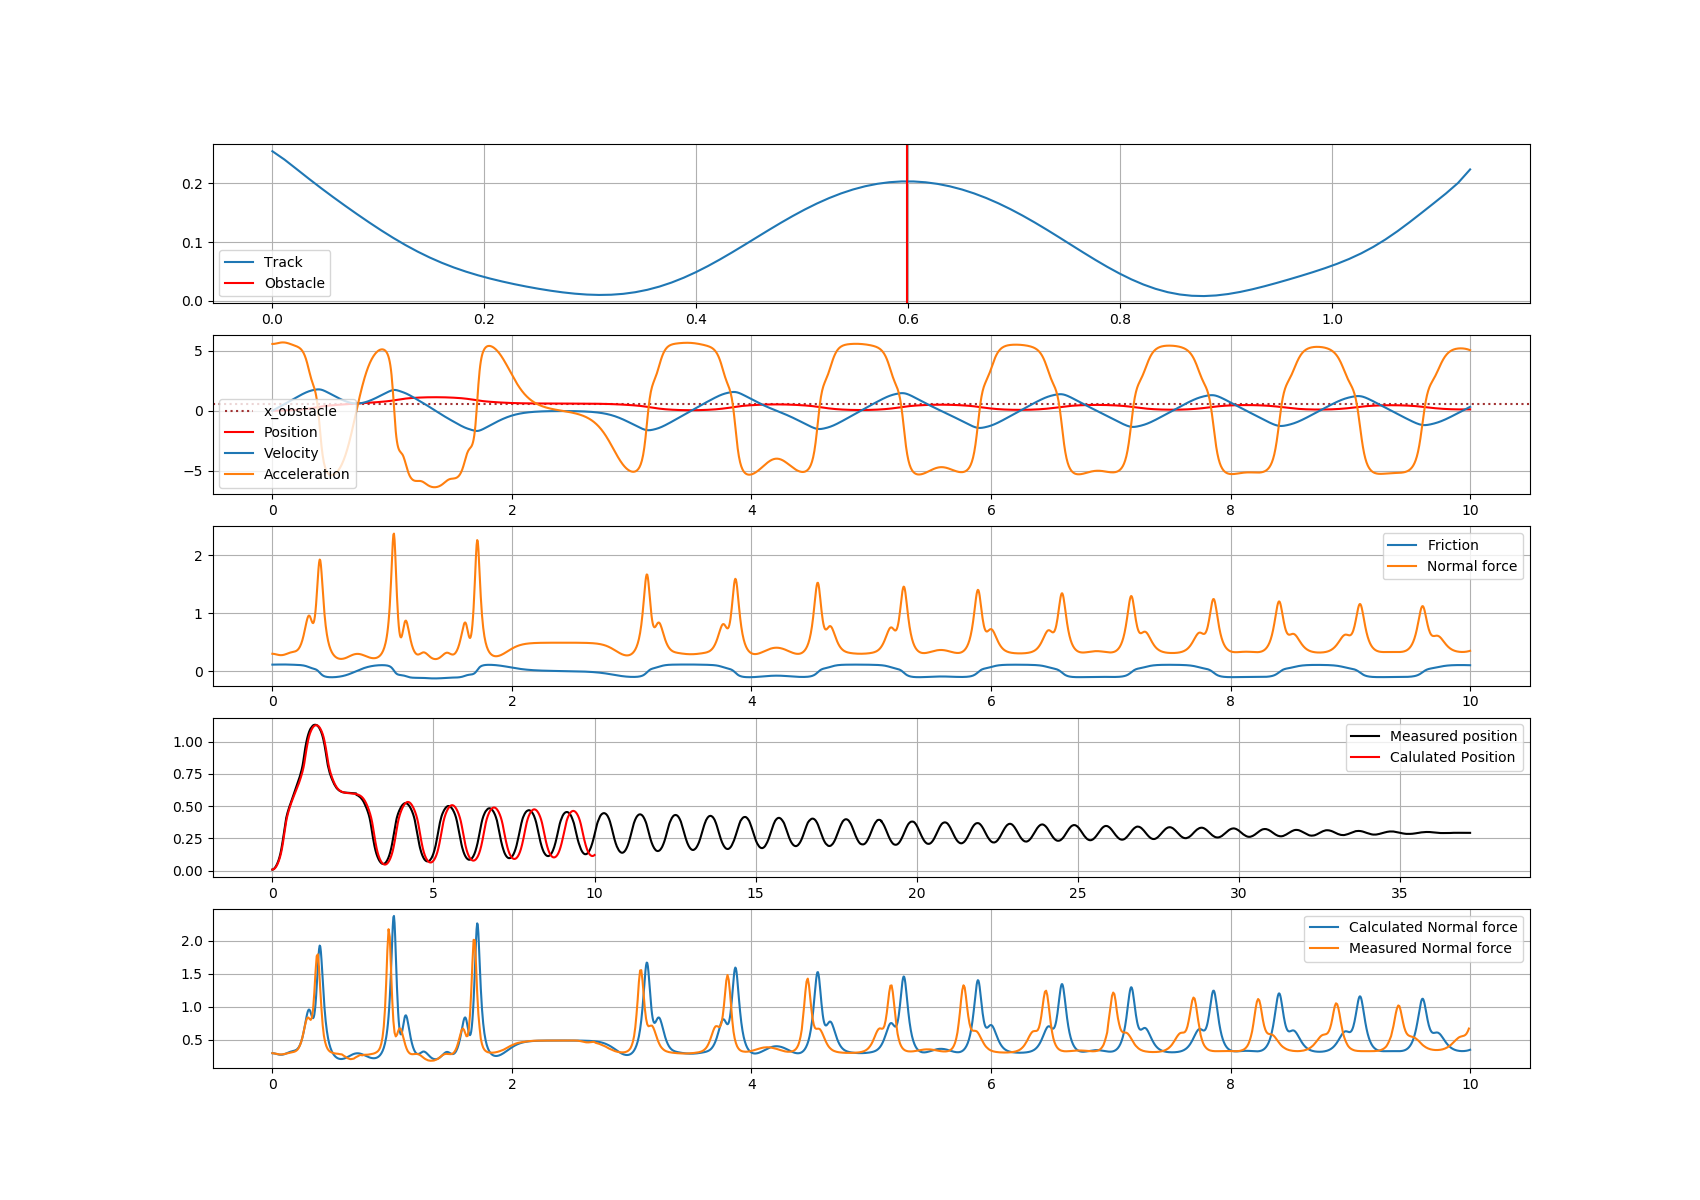 0.2
0.1
0.0
Track
Obstacle
0.0 0.2 0.4 0.6 0.8 1.0
5
0
−5
x_obstacle
Position
Velocity
Acceleration
0 2 4 6 8 10
2
1
0
Friction
Normal force
0 2 4 6 8 10
1.00
0.75
0.50
0.25
0.00
Measured position
Calulated Position
0 5 10 15 20 25 30 35
2.0
1.5
1.0
0.5
Calculated Normal force
Measured Normal force
0 2 4 6 8 10